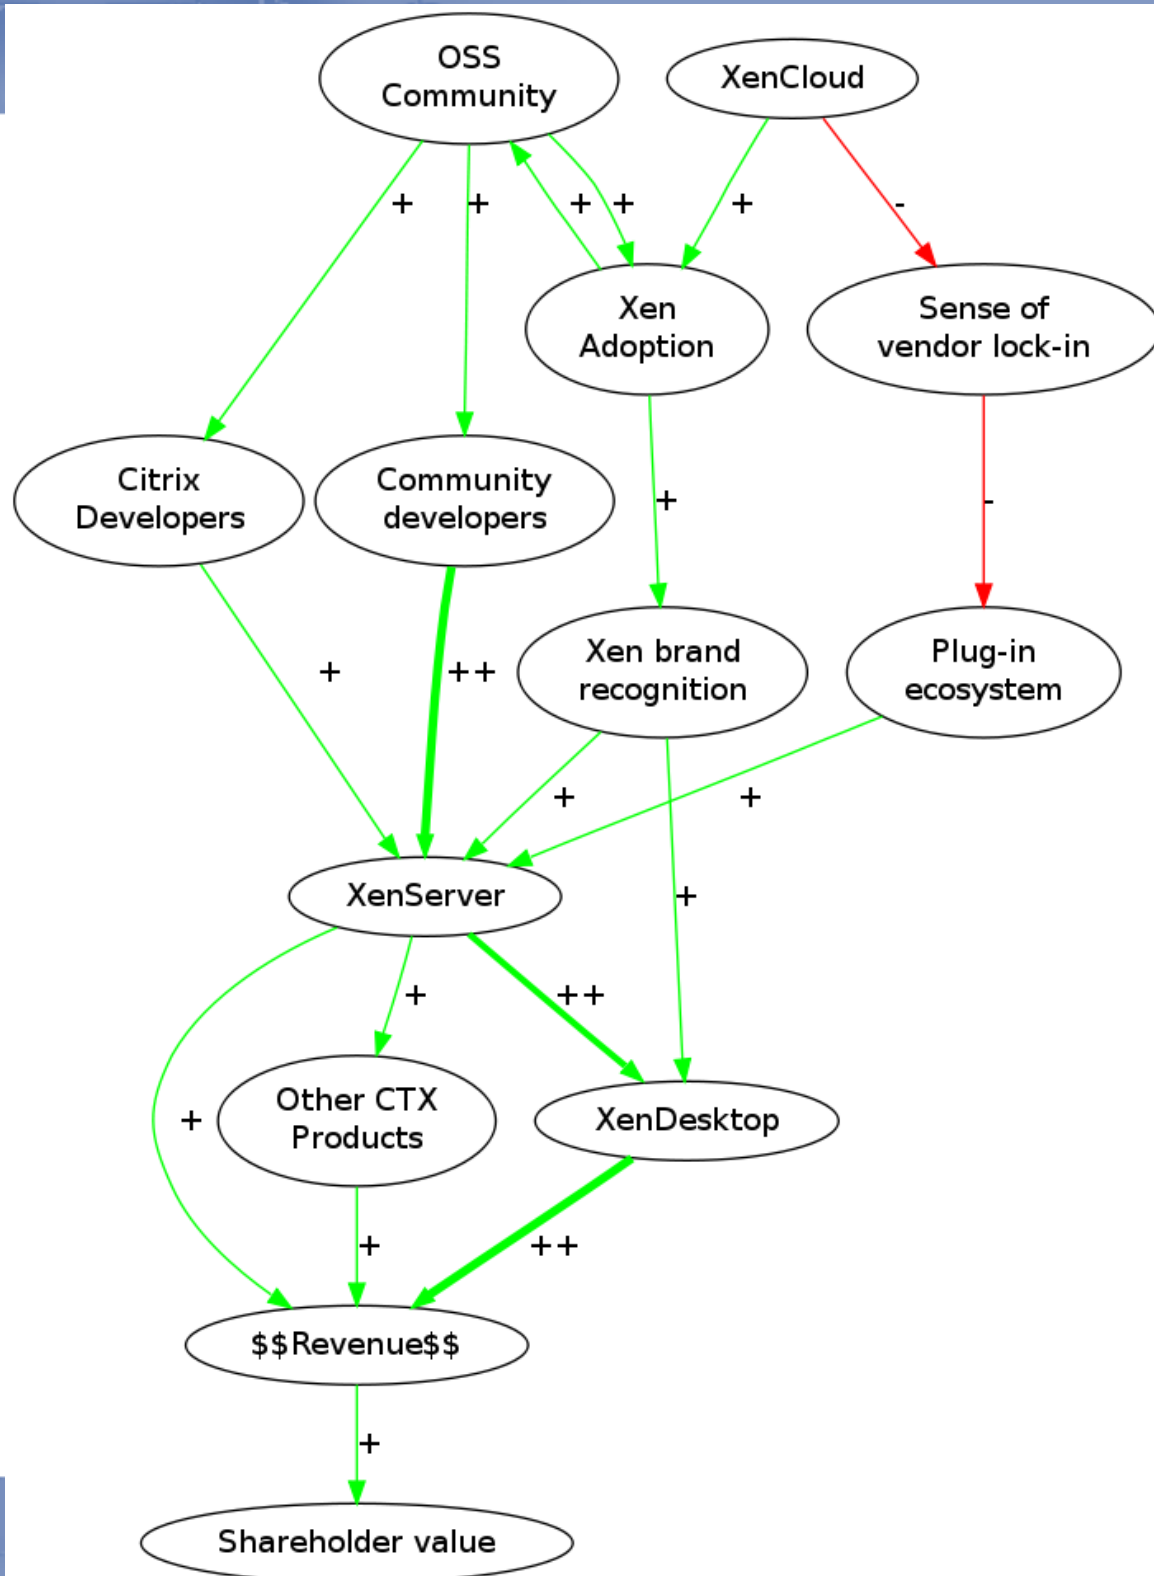 OSS
Community
XenCloud
+
+
+
+
+
-
Xen
Adoption
Sense of
vendor lock-in
Citrix
Developers
Community
developers
+
-
+
++
Xen brand
recognition
Plug-in
ecosystem
+
+
XenServer
+
+
++
+
Other CTX
Products
XenDesktop
+
++
$$Revenue$$
+
Shareholder value